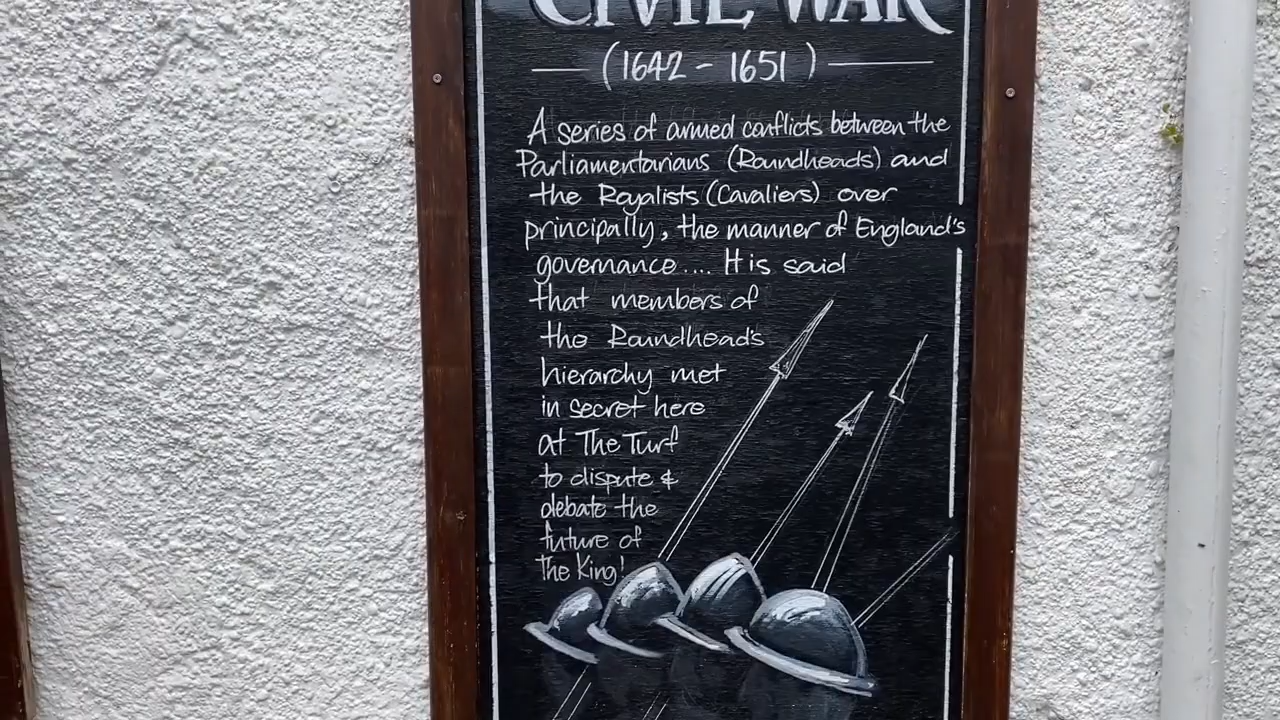 CIVIL WAR
(1642 - 1651)
A series of armed conflicts between the
Parliamentarians (Roundheads) and
the Royalists (Cavaliers) over
principally, the manner of England's
governance.... It is said
that members of
the Roundhead's
hierarchy met
in secret here
at The Turf
to dispute &
debate the
future of
The King!